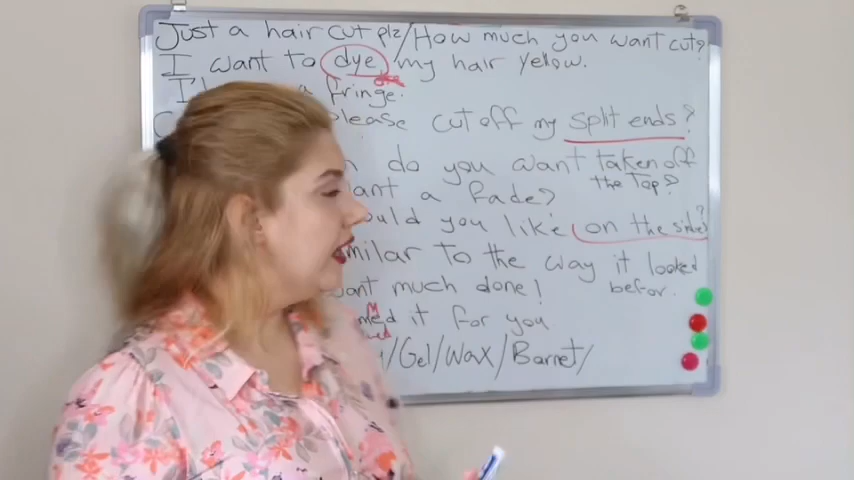 Just a hair cut plz/How much you want cut?
I want to dye my hair yellow.
a fringe.
please cut off my split ends?
do you want taken off the Top?
a fade?
would you like on the sides?
similar to the way it looked befor.
want much done!
it for you
/Gel/Wax/Barnet/